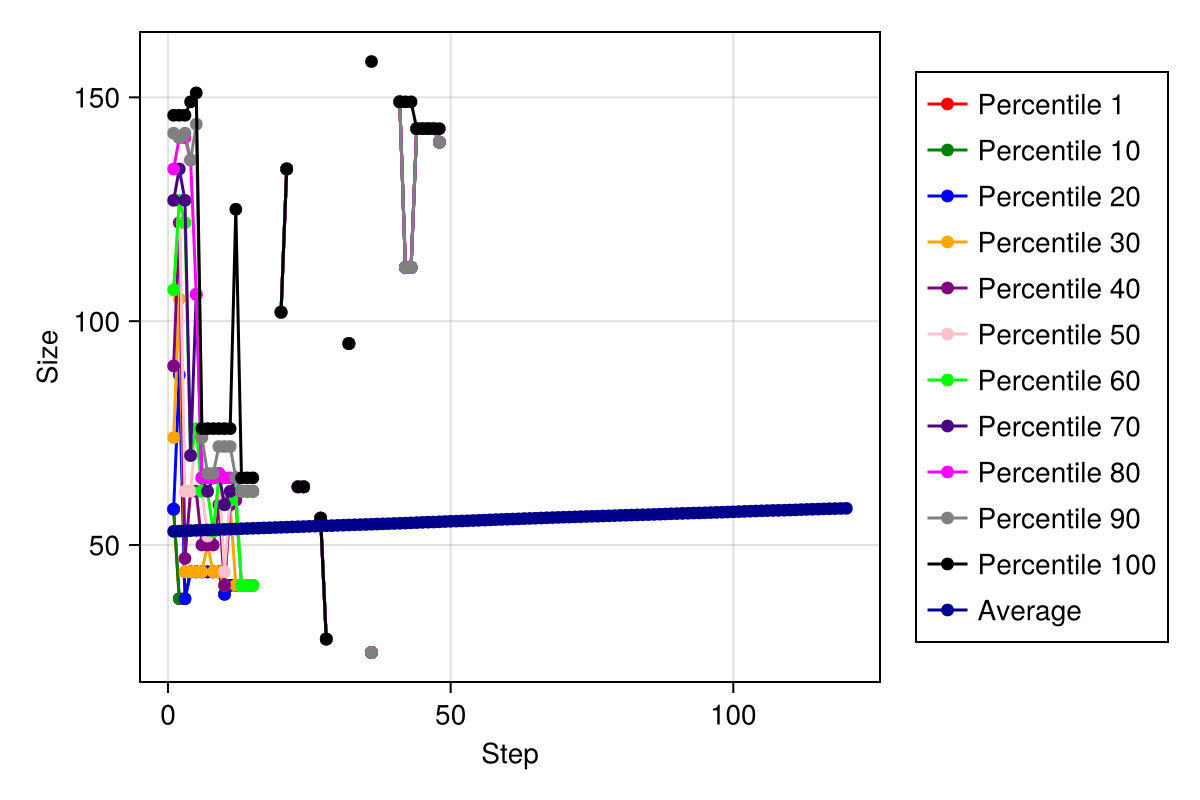 150
100
50
Size
0
50
100
Step
Percentile 1
Percentile 10
Percentile 20
Percentile 30
Percentile 40
Percentile 50
Percentile 60
Percentile 70
Percentile 80
Percentile 90
Percentile 100
Average